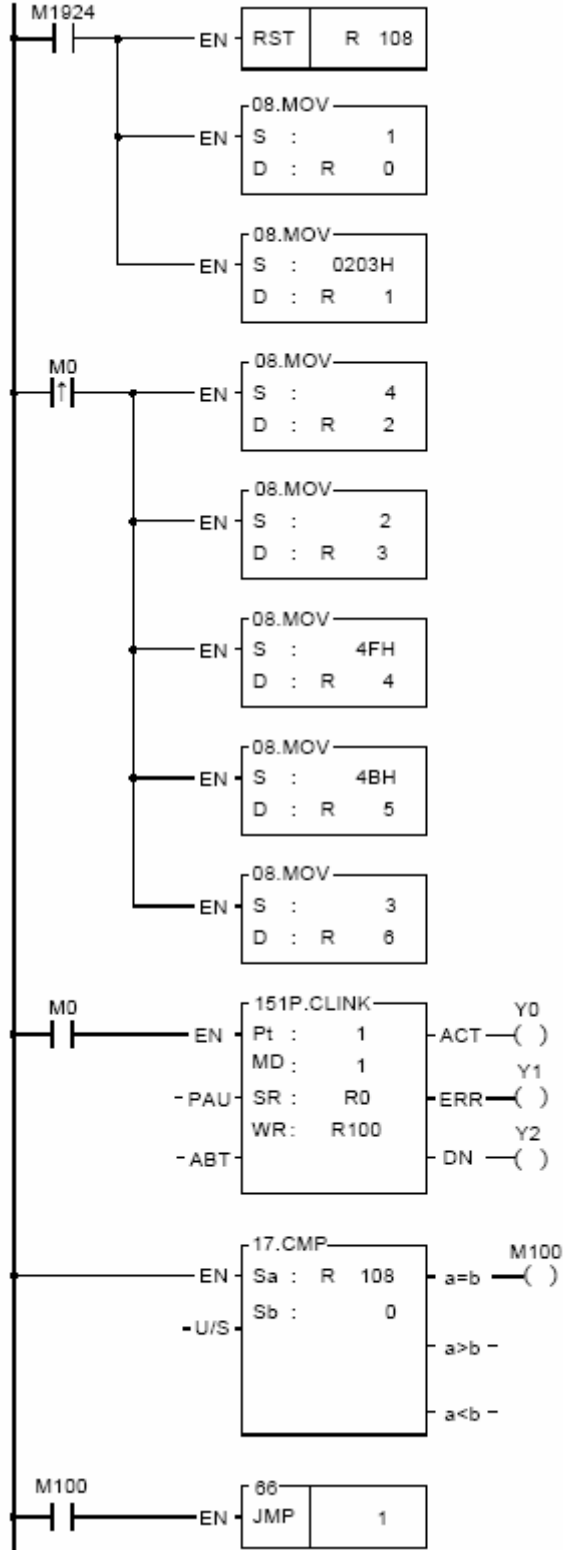 M1924
EN RST R 108
08.MOV
EN S : 1
D : R 0
08.MOV
EN S : 0203H
D : R 1
M0
08.MOV
↑ EN S : 4
D : R 2
08.MOV
EN S : 2
D : R 3
08.MOV
EN S : 4FH
D : R 4
08.MOV
EN S : 4BH
D : R 5
08.MOV
EN S : 3
D : R 6
M0 151P.CLINK Y0
EN Pt : 1 ACT ( )
MD : 1 Y1
PAU SR : R0 ERR ( )
WR : R100 Y2
ABT DN ( )
17.CMP M100
EN Sa : R 108 a=b ( )
U/S Sb : 0
a>b
a<b
M100 66
EN JMP 1